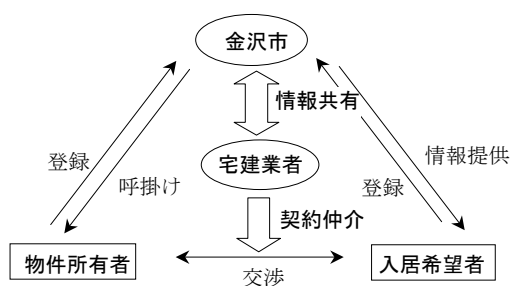 金沢市
情報共有
登録
呼掛け
宅建業者
情報提供
登録
契約仲介
物件所有者
交渉
入居希望者